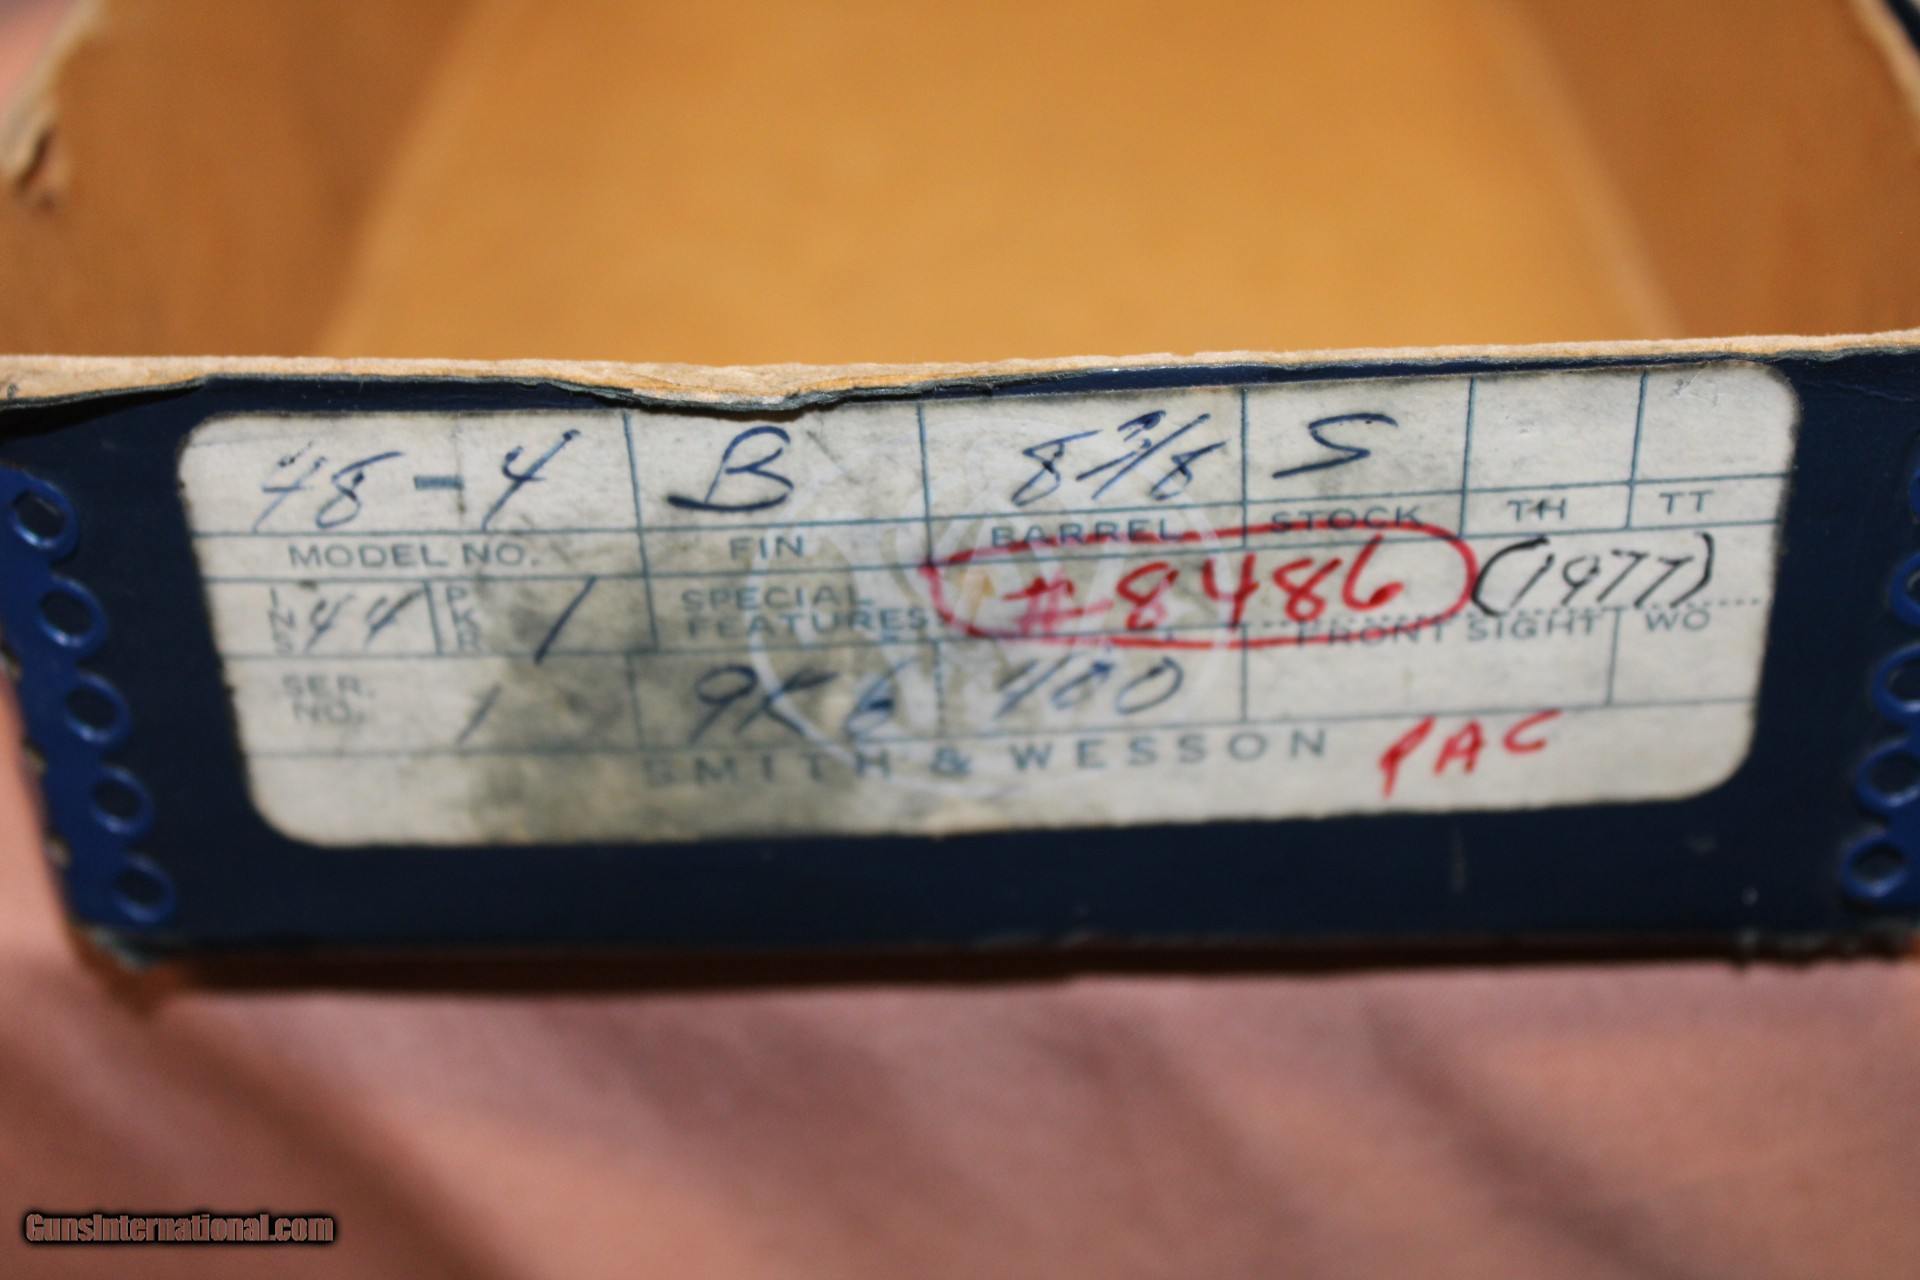 48-4 B 8 3/8 S
MODEL NO. FIN BARREL STOCK TH TT
INS 44 PKR 1 SPECIAL FEATURES #8486 (1977)
FRONT SIGHT WO
SER. NO. 1 9K6 400
SMITH & WESSON PAC
GunsInternational.com